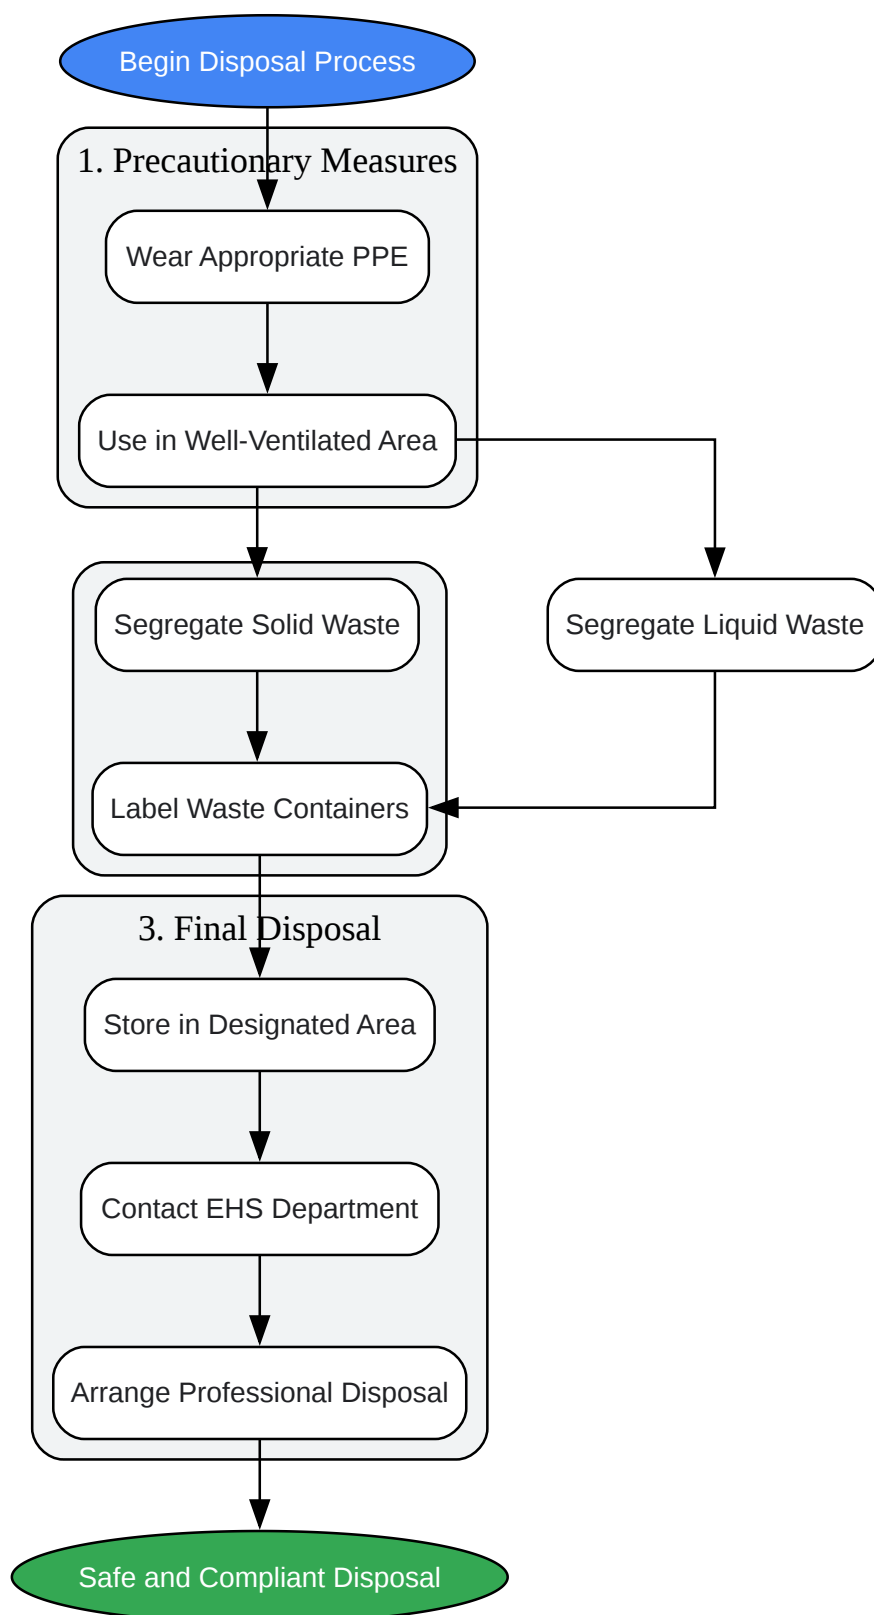 Begin Disposal Process
1. Precautionary Measures
Wear Appropriate PPE
Use in Well-Ventilated Area
Segregate Solid Waste
Segregate Liquid Waste
Label Waste Containers
3. Final Disposal
Store in Designated Area
Contact EHS Department
Arrange Professional Disposal
Safe and Compliant Disposal